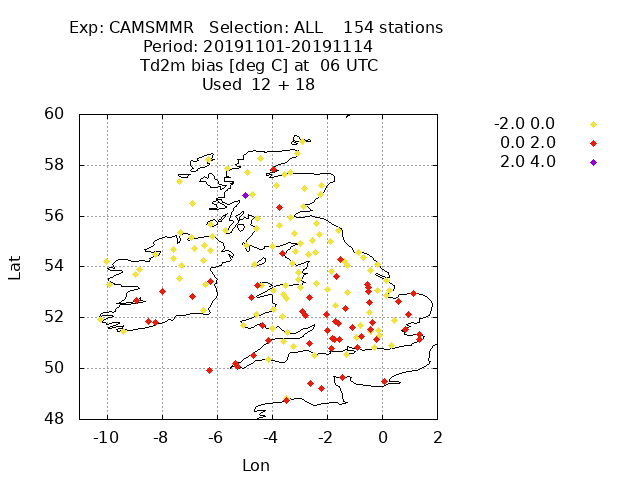 Exp: CAMSMMR   Selection: ALL    154 stations
Period: 20191101-20191114
Td2m bias [deg C] at  06 UTC
Used  12 + 18
-2.0 0.0
0.0 2.0
2.0 4.0
60
58
56
54
52
50
48
Lat
-10 -8 -6 -4 -2 0 2
Lon